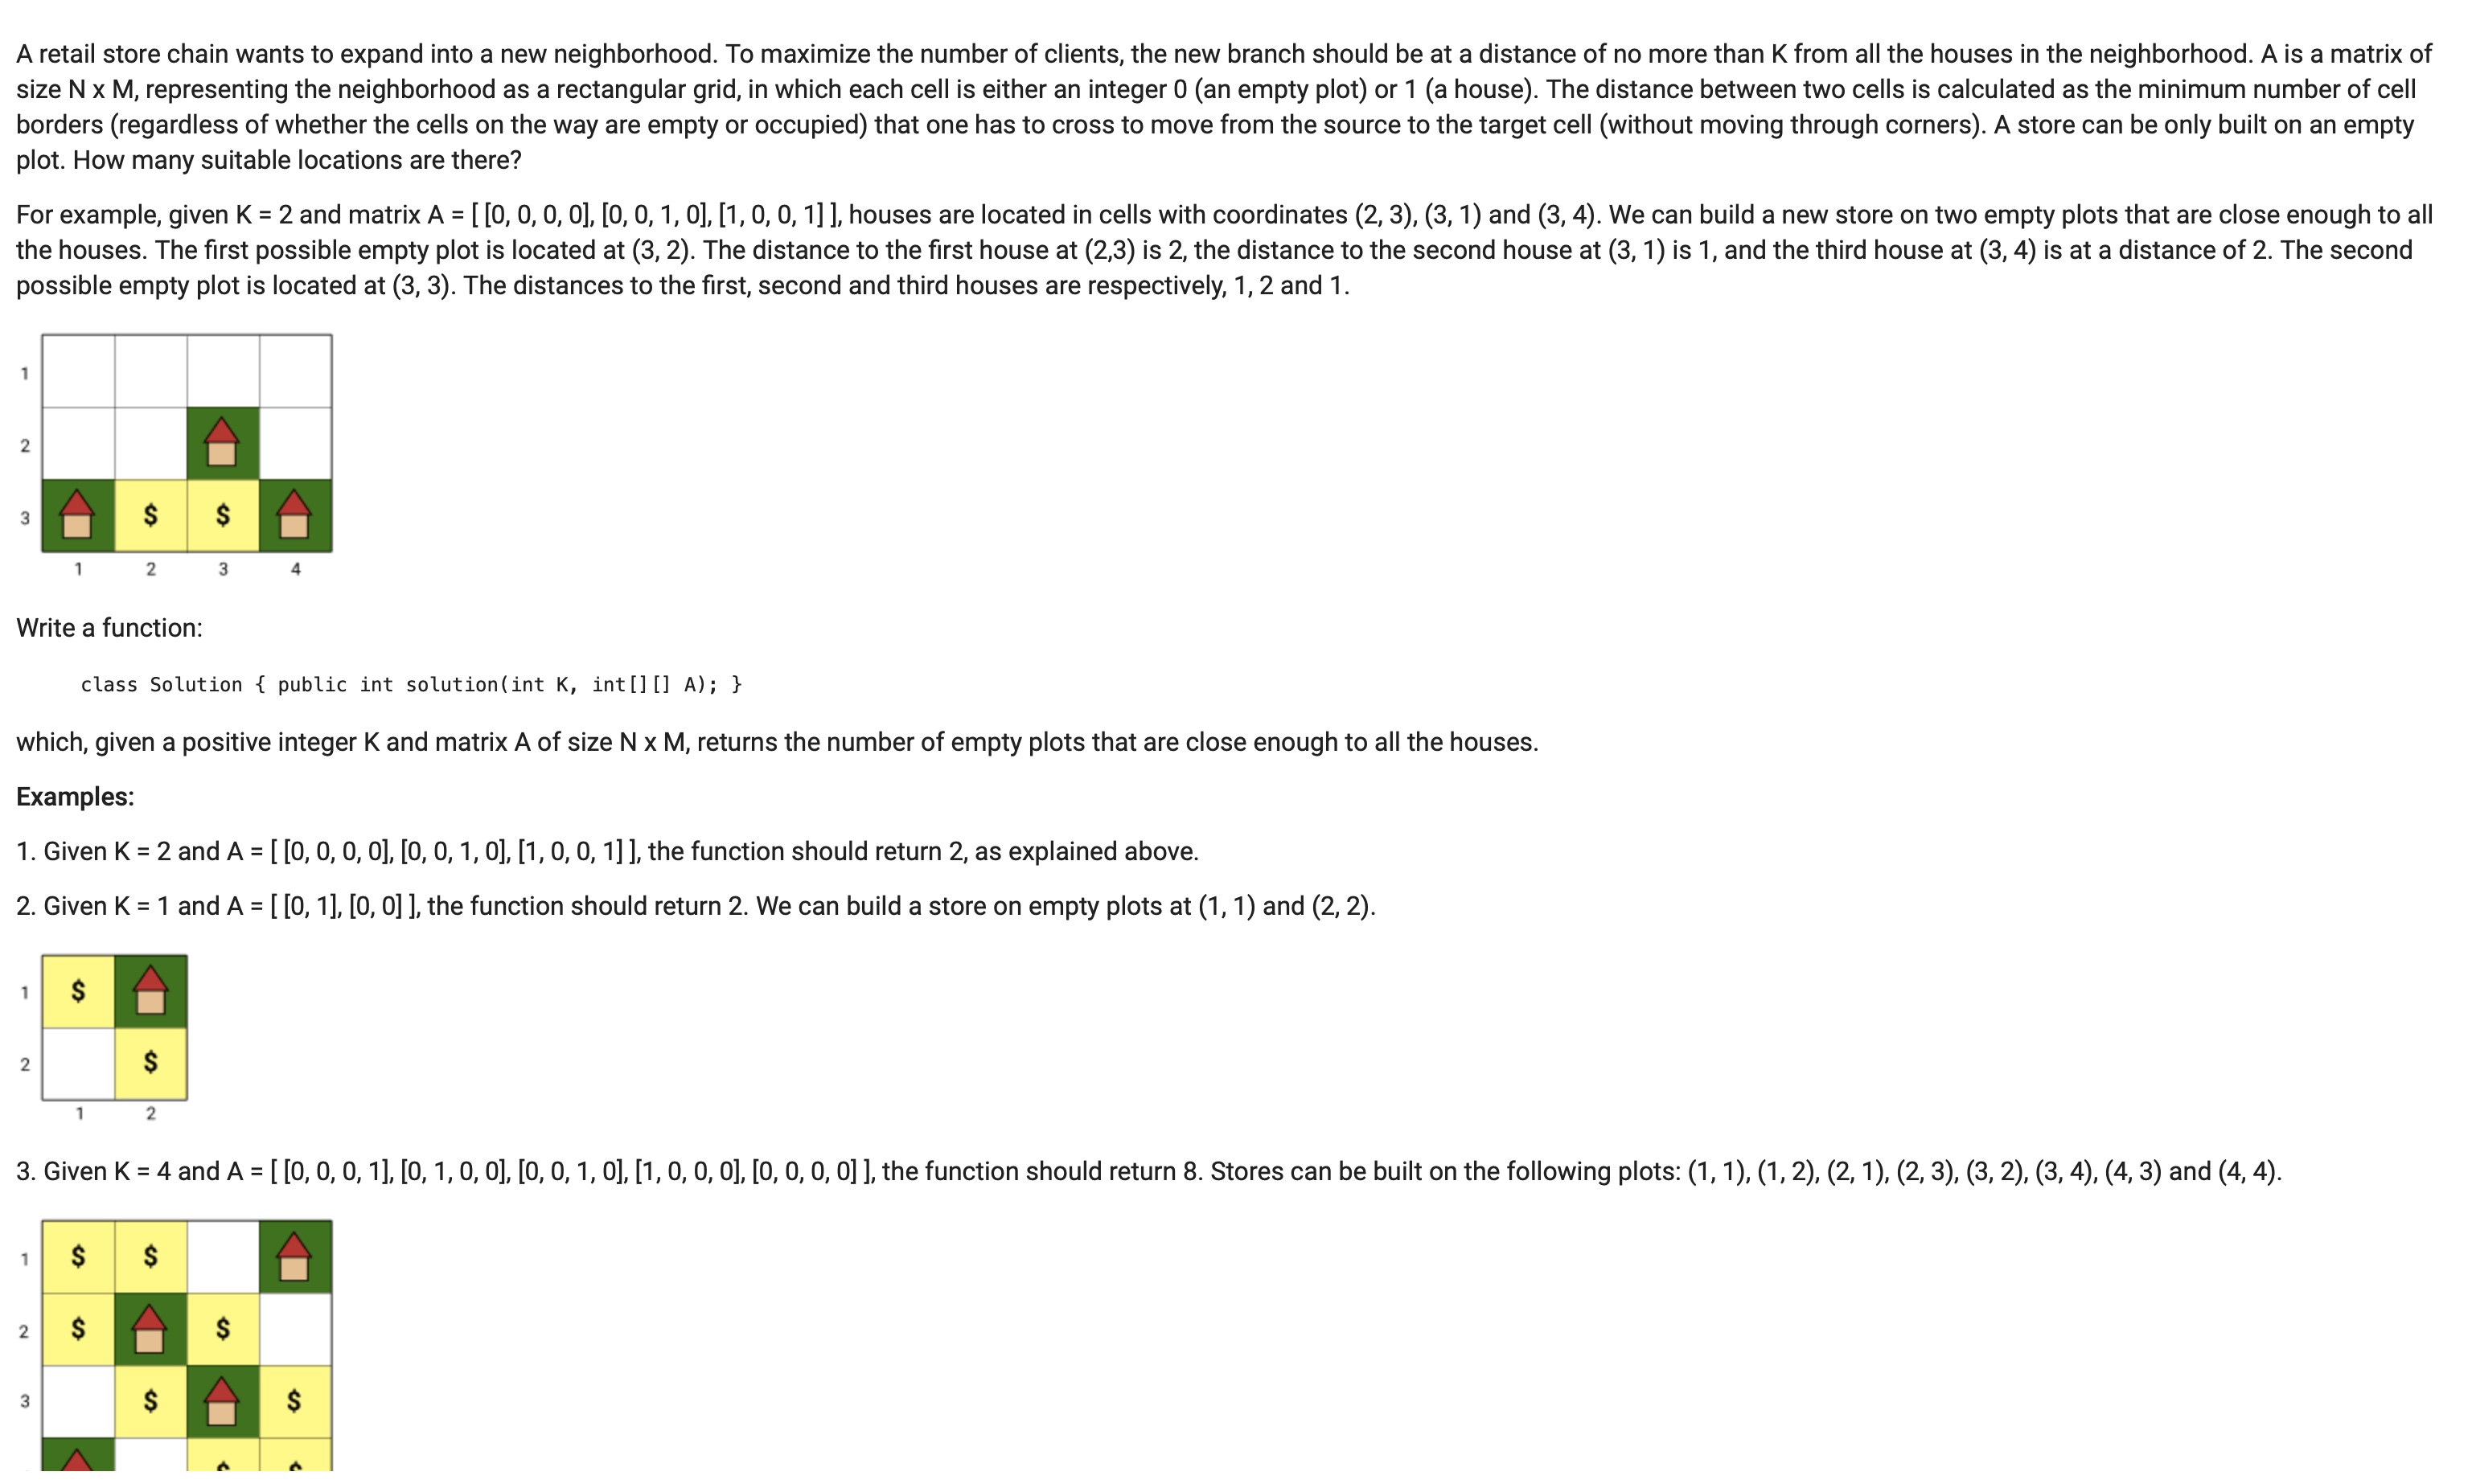 A retail store chain wants to expand into a new neighborhood. To maximize the number of clients, the new branch should be at a distance of no more than K from all the houses in the neighborhood. A is a matrix of
size N x M, representing the neighborhood as a rectangular grid, in which each cell is either an integer 0 (an empty plot) or 1 (a house). The distance between two cells is calculated as the minimum number of cell
borders (regardless of whether the cells on the way are empty or occupied) that one has to cross to move from the source to the target cell (without moving through corners). A store can be only built on an empty
plot. How many suitable locations are there?
For example, given K = 2 and matrix A = [ [0, 0, 0, 0], [0, 0, 1, 0], [1, 0, 0, 1] ], houses are located in cells with coordinates (2, 3), (3, 1) and (3, 4). We can build a new store on two empty plots that are close enough to all
the houses. The first possible empty plot is located at (3, 2). The distance to the first house at (2,3) is 2, the distance to the second house at (3, 1) is 1, and the third house at (3, 4) is at a distance of 2. The second
possible empty plot is located at (3, 3). The distances to the first, second and third houses are respectively, 1, 2 and 1.
1
2
3 $ $
1 2 3 4
Write a function:
class Solution { public int solution(int K, int[][] A); }
which, given a positive integer K and matrix A of size N x M, returns the number of empty plots that are close enough to all the houses.
Examples:
1. Given K = 2 and A = [ [0, 0, 0, 0], [0, 0, 1, 0], [1, 0, 0, 1] ], the function should return 2, as explained above.
2. Given K = 1 and A = [ [0, 1], [0, 0] ], the function should return 2. We can build a store on empty plots at (1, 1) and (2, 2).
1 $
2 $
1 2
3. Given K = 4 and A = [ [0, 0, 0, 1], [0, 1, 0, 0], [0, 0, 1, 0], [1, 0, 0, 0], [0, 0, 0, 0] ], the function should return 8. Stores can be built on the following plots: (1, 1), (1, 2), (2, 1), (2, 3), (3, 2), (3, 4), (4, 3) and (4, 4).
1 $ $
2 $ $
3 $ $
$ $